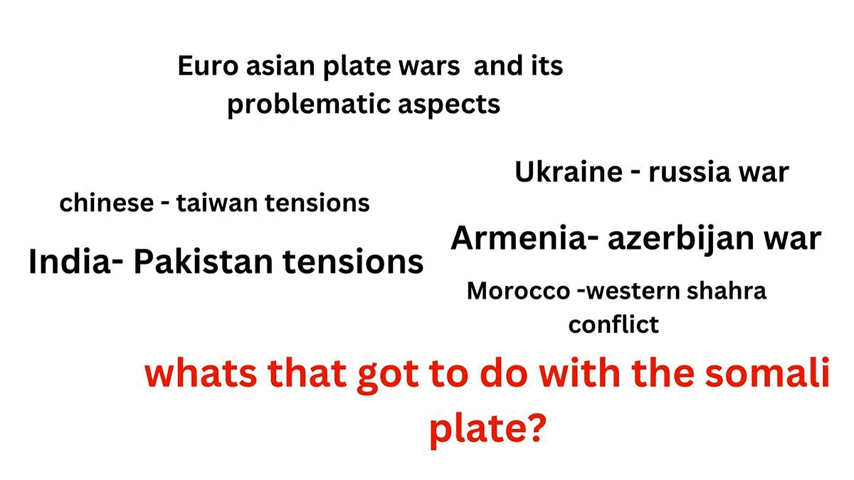 Euro asian plate wars and its
problematic aspects
chinese - taiwan tensions
India- Pakistan tensions
Ukraine - russia war
Armenia- azerbijan war
Morocco -western shahra
conflict
whats that got to do with the somali
plate?